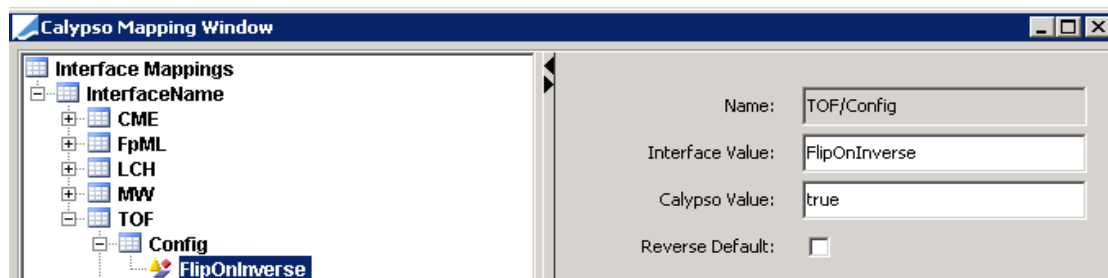 Calypso Mapping Window
Interface Mappings
InterfaceName
CME
FpML
LCH
MW
TOF
Config
FlipOnInverse
Name: TOF/Config
Interface Value: FlipOnInverse
Calypso Value: true
Reverse Default: